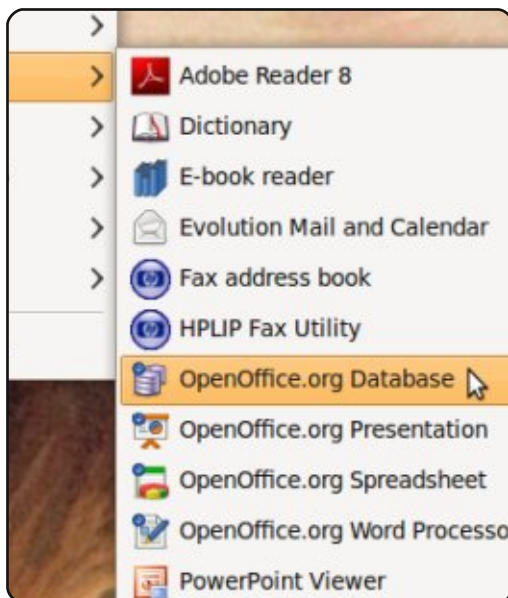 Adobe Reader 8
Dictionary
E-book reader
Evolution Mail and Calendar
Fax address book
HPLIP Fax Utility
OpenOffice.org Database
OpenOffice.org Presentation
OpenOffice.org Spreadsheet
OpenOffice.org Word Processo
PowerPoint Viewer